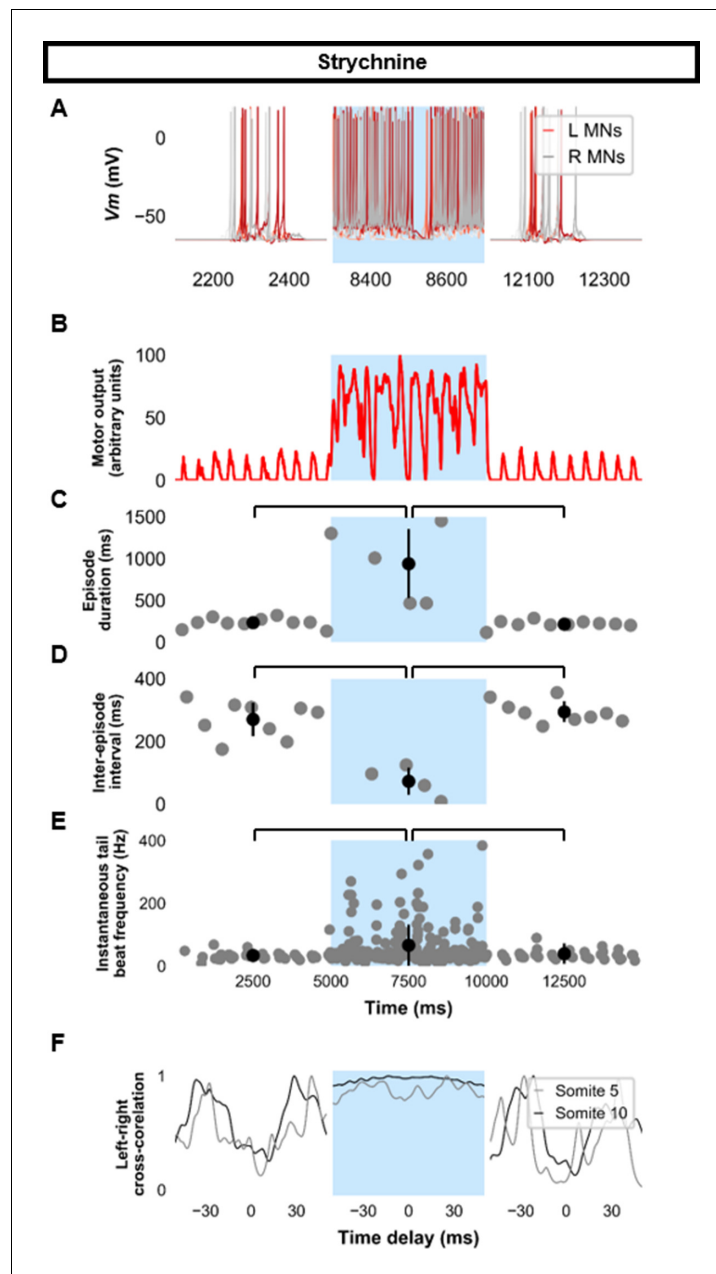 Strychnine
A
Vm (mV)
0
−50
L MNs
R MNs
2200 2400 8400 8600 12100 12300
B
Motor output
(arbitrary units)
100
50
0
C
Episode
duration (ms)
1500
1000
500
0
D
Inter-episode
interval (ms)
400
200
0
E
Instantaneous tail
beat frequency (Hz)
400
200
0
2500 5000 7500 10000 12500
Time (ms)
F
Left-right
cross-corelation
1
0
Somite 5
Somite 10
−30 0 30 −30 0 30 −30 0 30
Time delay (ms)